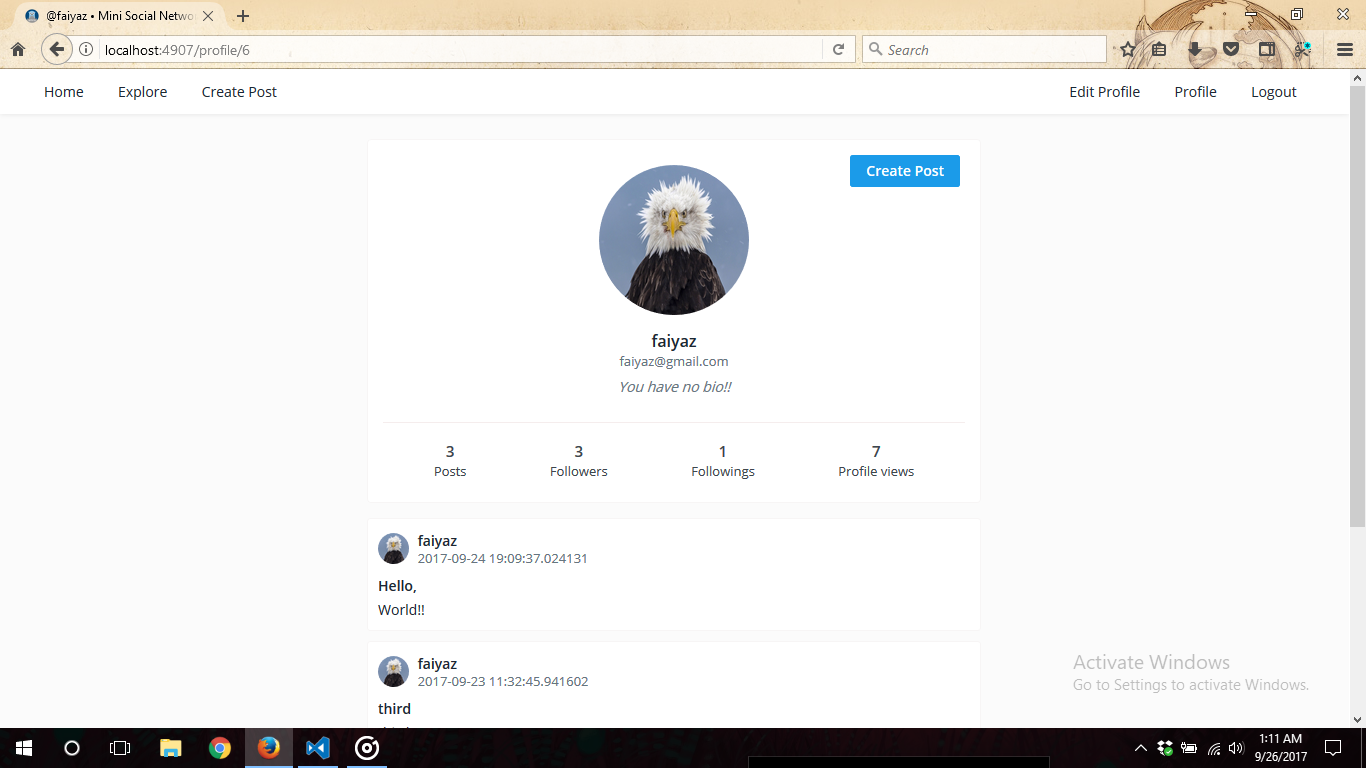 @faiyaz • Mini Social Netwo
localhost:4907/profile/6
Search
Home Explore Create Post Edit Profile Profile Logout
Create Post
faiyaz
faiyaz@gmail.com
You have no bio!!
3 3 1 7
Posts Followers Followings Profile views
faiyaz
2017-09-24 19:09:37.024131
Hello,
World!!
faiyaz
2017-09-23 11:32:45.941602
third
Activate Windows
Go to Settings to activate Windows.
1:11 AM
9/26/2017